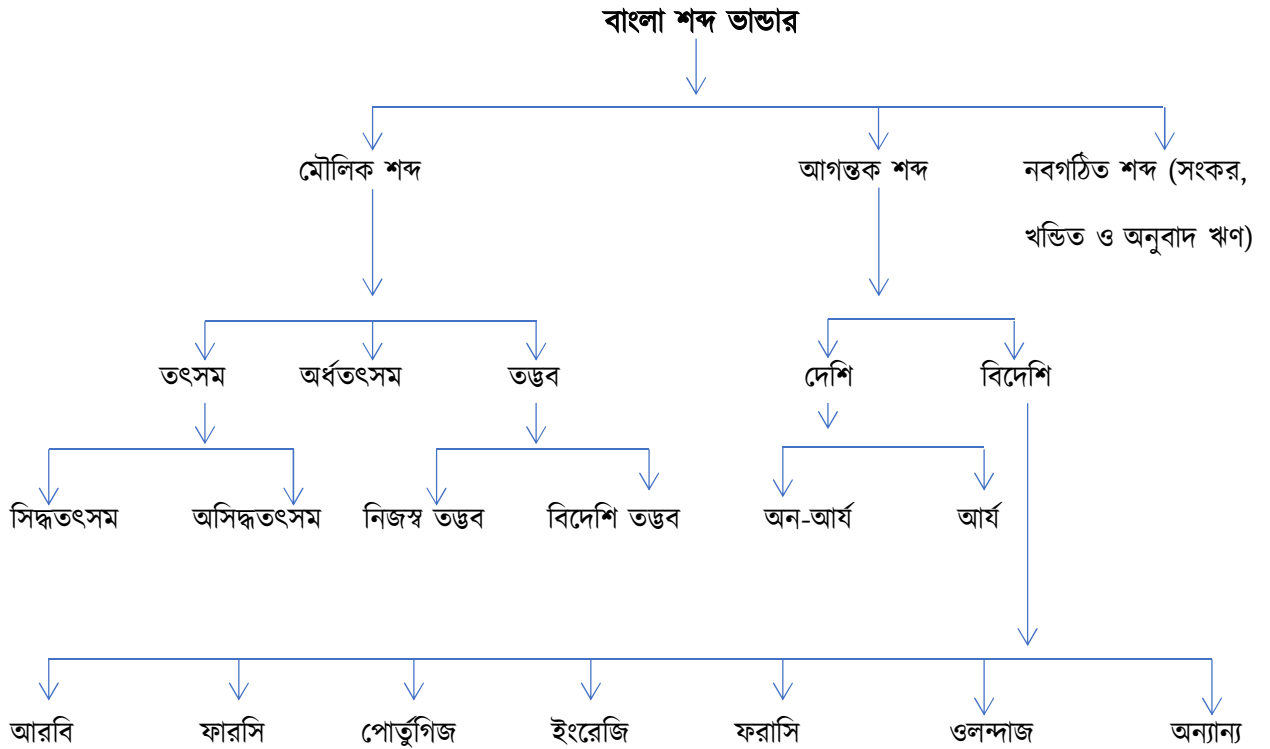 বাংলা শব্দ ভান্ডার
মৌলিক শব্দ আগন্তক শব্দ নবগঠিত শব্দ (সংকর,
খন্ডিত ও অনুবাদ ঋণ)
তৎসম অর্ধতৎসম তদ্ভব দেশি বিদেশি
সিদ্ধতৎসম অসিদ্ধতৎসম নিজস্ব তদ্ভব বিদেশি তদ্ভব অন-আর্য আর্য
আরবি ফারসি পোর্তুগিজ ইংরেজি ফরাসি ওলন্দাজ অন্যান্য